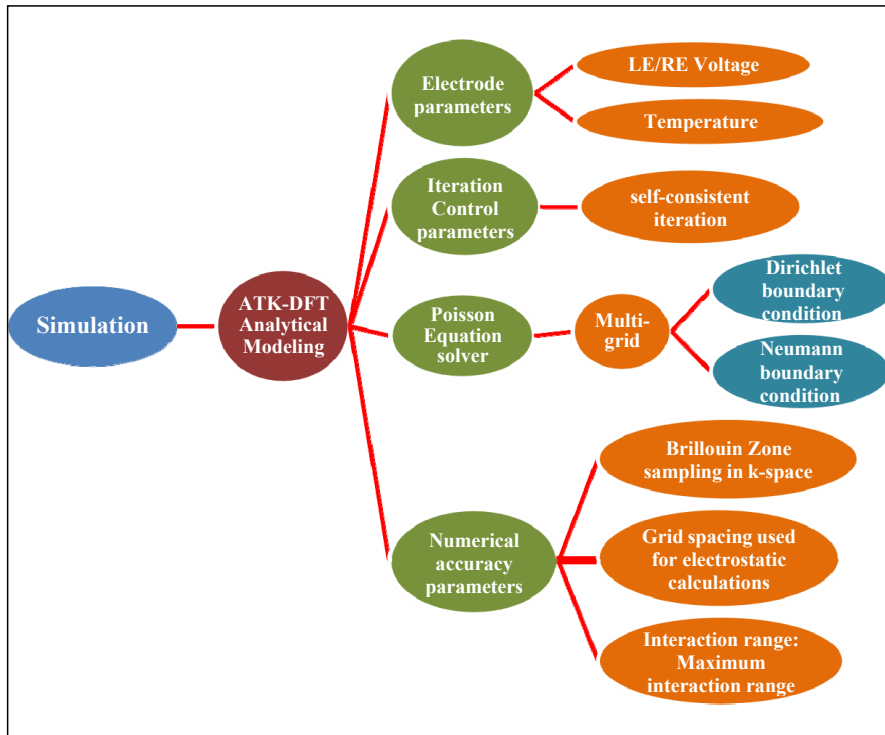 Simulation
ATK-DFT
Analytical
Modeling
Electrode
parameters
LE/RE Voltage
Temperature
Iteration
Control
parameters
self-consistent
iteration
Poisson
Equation
solver
Multi-
grid
Dirichlet
boundary
condition
Neumann
boundary
condition
Numerical
accuracy
parameters
Brillouin Zone
sampling in k-space
Grid spacing used
for electrostatic
calculations
Interaction range:
Maximum
interaction range